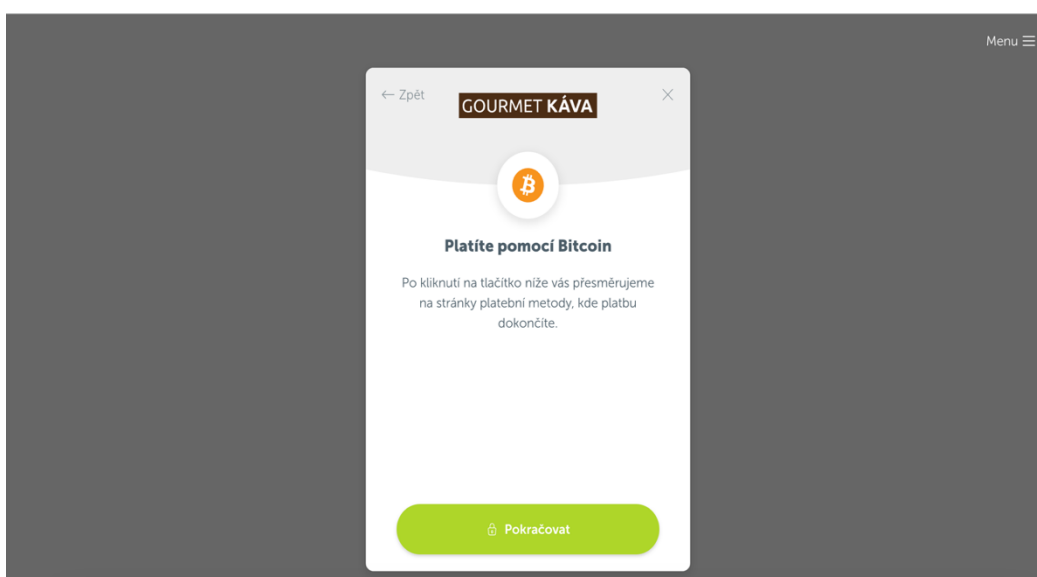 Menu
← Zpět
GOURMET KÁVA
Platíte pomocí Bitcoin
Po kliknutí na tlačítko níže vás přesměrujeme
na stránky platební metody, kde platbu
dokončíte.
Pokračovat